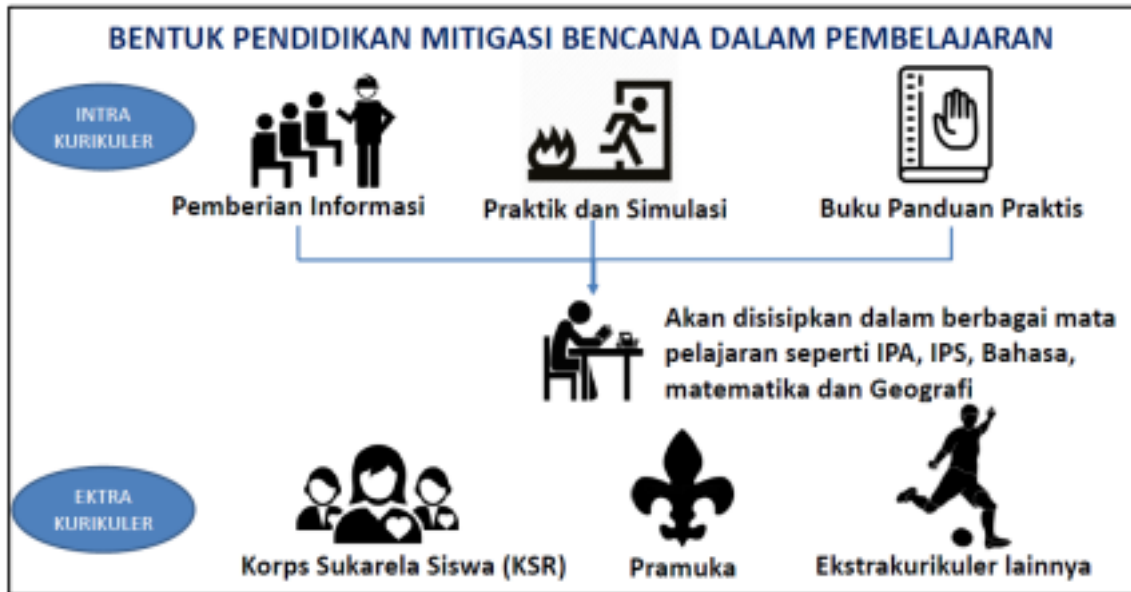 BENTUK PENDIDIKAN MITIGASI BENCANA DALAM PEMBELAJARAN
INTRA
KURIKULER
Pemberian Informasi
Praktik dan Simulasi
Buku Panduan Praktis
Akan disisipkan dalam berbagai mata
pelajaran seperti IPA, IPS, Bahasa,
matematika dan Geografi
EKTRA
KURIKULER
Korps Sukarela Siswa (KSR)
Pramuka
Ekstrakurikuler lainnya